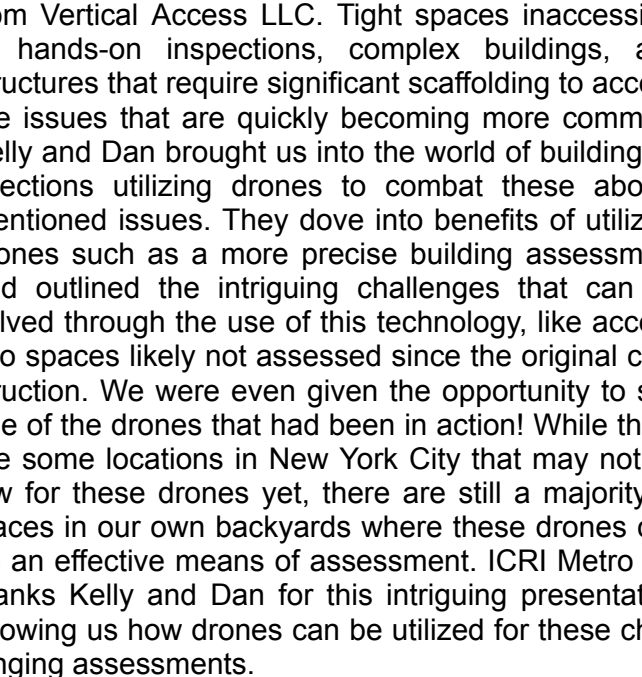 om Vertical Access LLC. Tight spaces inaccessi
hands-on inspections, complex buildings, a
ructures that require significant scaffolding to acce
e issues that are quickly becoming more comm
elly and Dan brought us into the world of building
ections utilizing drones to combat these abo
entioned issues. They dove into benefits of utiliz
ones such as a more precise building assessm
d outlined the intriguing challenges that can
lved through the use of this technology, like acce
o spaces likely not assessed since the original c
ruction. We were even given the opportunity to s
e of the drones that had been in action! While th
e some locations in New York City that may not
w for these drones yet, there are still a majority
aces in our own backyards where these drones c
an effective means of assessment. ICRI Metro
anks Kelly and Dan for this intriguing presentat
owing us how drones can be utilized for these ch
nging assessments.